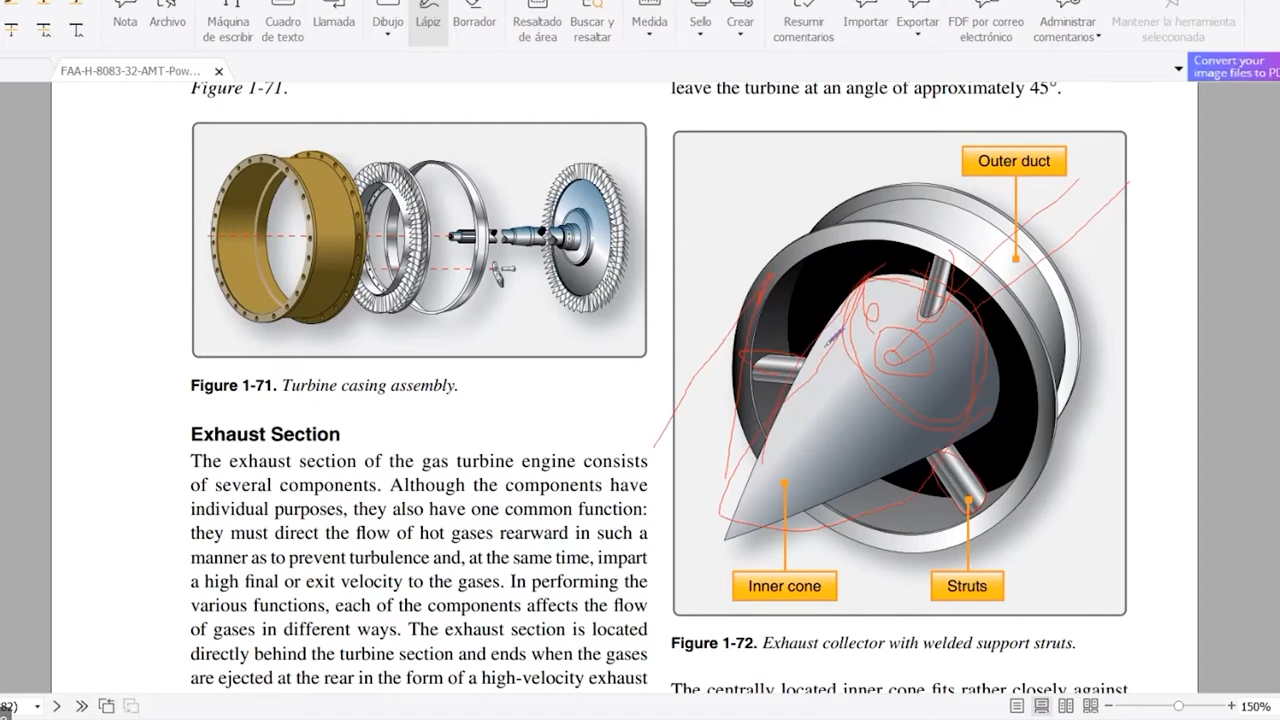 Nota
Archivo
Máquina
de escribir
Cuadro
de texto
Llamada
Dibujo
Lápiz
Borrador
Resaltado
de área
Buscar y
resaltar
Medida
Sello
Crear
Resumir
comentarios
Importar
Exportar
FDF por correo
electrónico
Administrar
comentarios
Mantener la herramienta
seleccionada
FAA-H-8083-32-AMT-Pow...
Convert your
image files to PD
Figure 1-71.
Figure 1-71. Turbine casing assembly.
Exhaust Section
The exhaust section of the gas turbine engine consists
of several components. Although the components have
individual purposes, they also have one common function:
they must direct the flow of hot gases rearward in such a
manner as to prevent turbulence and, at the same time, impart
a high final or exit velocity to the gases. In performing the
various functions, each of the components affects the flow
of gases in different ways. The exhaust section is located
directly behind the turbine section and ends when the gases
are ejected at the rear in the form of a high-velocity exhaust
leave the turbine at an angle of approximately 45°.
Outer duct
Inner cone
Struts
Figure 1-72. Exhaust collector with welded support struts.
The centrally located inner cone fits rather closely against
82)
150%